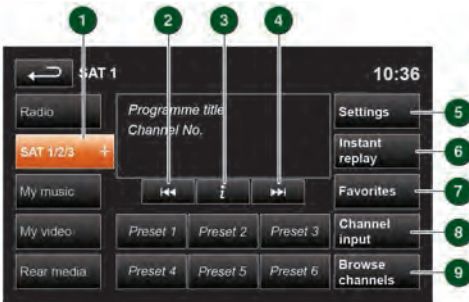 1 2 3 4
SAT 1 10:36
Radio
Programme title
Channel No.
Settings 5
SAT 1/2/3 +
Instant
replay 6
My music
i
Favorites 7
My video
Preset 1 Preset 2 Preset 3
Channel
input 8
Rear media
Preset 4 Preset 5 Preset 6
Browse
channels 9